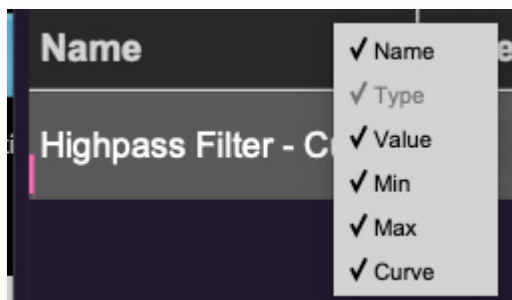 Name
Highpass Filter - C
Name
Type
Value
Min
Max
Curve